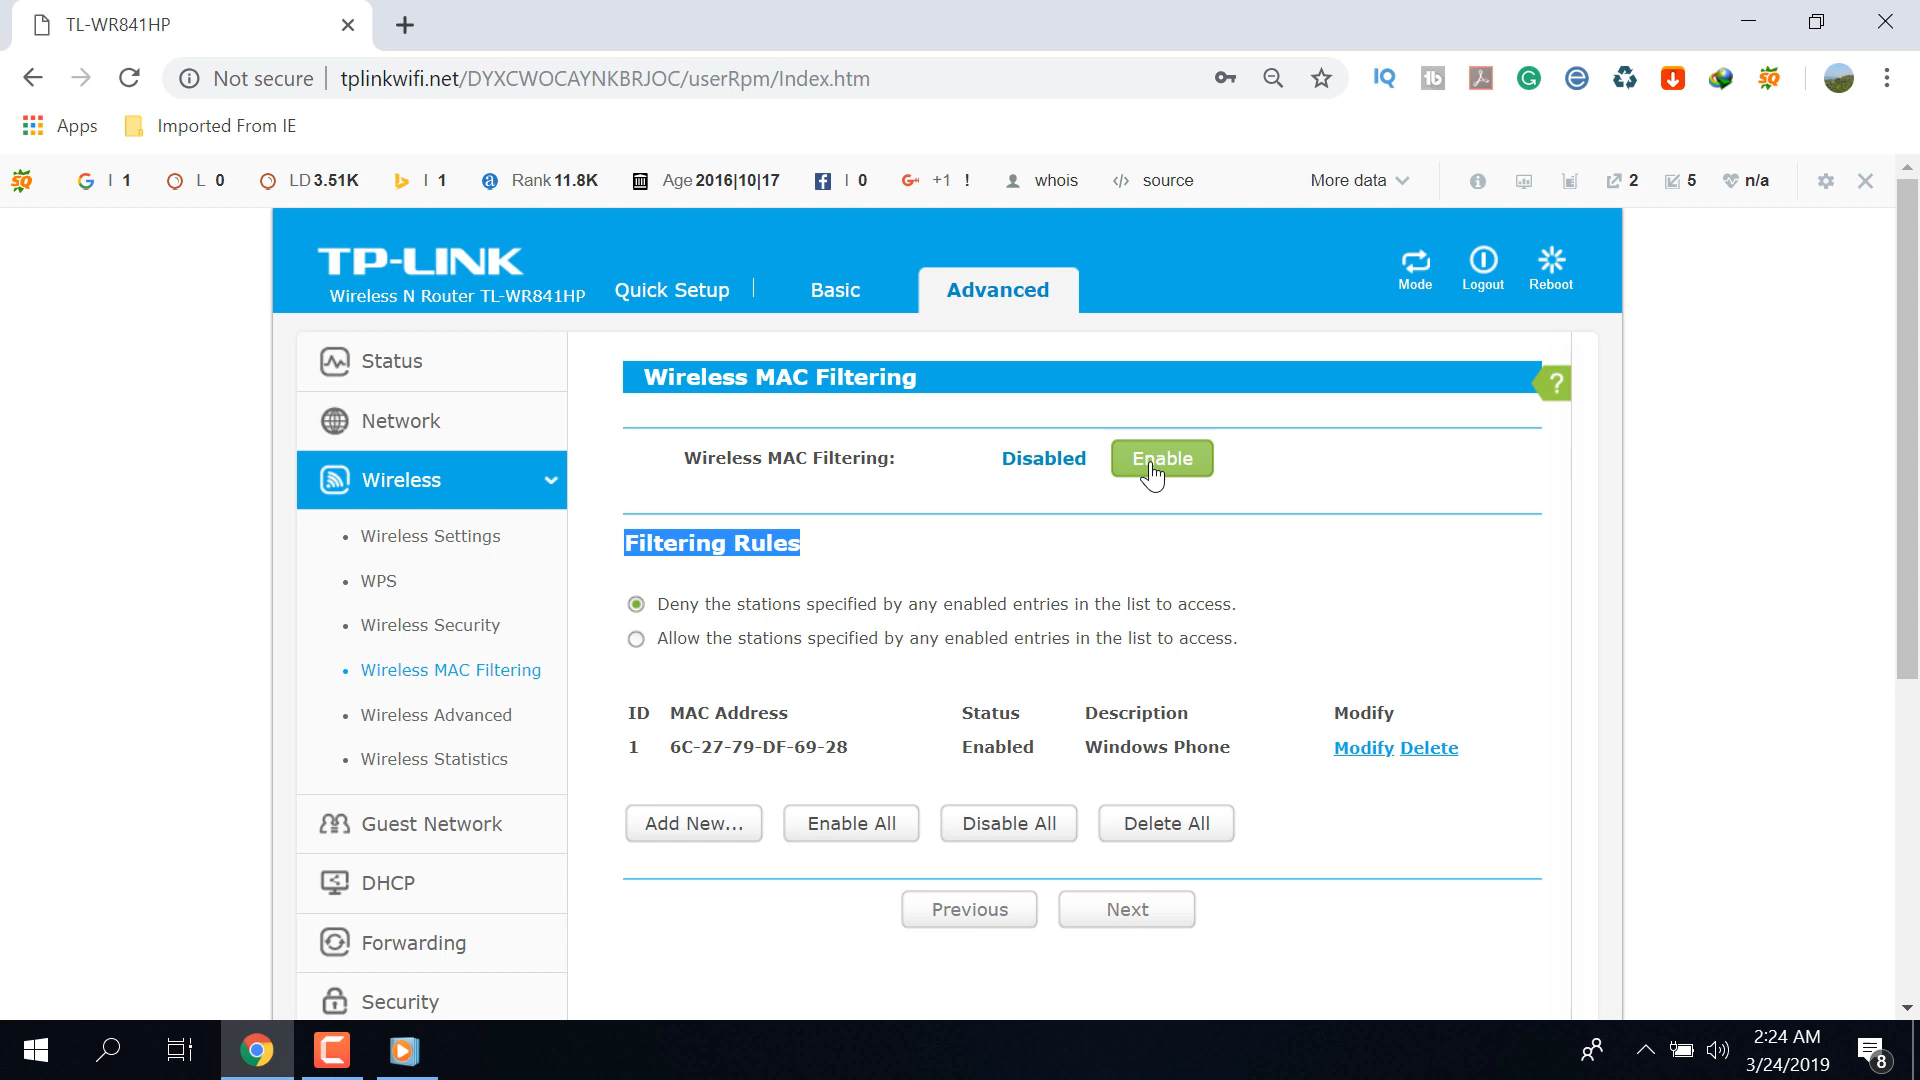 TL-WR841HP
Not secure | tplinkwifi.net/DYXCWOCAYNKBRJOC/userRpm/Index.htm
Apps Imported From IE
I 1 L 0 LD 3.51K I 1 Rank 11.8K Age 2016|10|17 I 0 +1 ! whois source More data 2 5 n/a
TP-LINK
Wireless N Router TL-WR841HP
Quick Setup Basic Advanced
Mode Logout Reboot
Status
Network
Wireless
Wireless Settings
WPS
Wireless Security
Wireless MAC Filtering
Wireless Advanced
Wireless Statistics
Guest Network
DHCP
Forwarding
Security
Wireless MAC Filtering
?
Wireless MAC Filtering: Disabled Enable
Filtering Rules
Deny the stations specified by any enabled entries in the list to access.
Allow the stations specified by any enabled entries in the list to access.
ID MAC Address Status Description Modify
1 6C-27-79-DF-69-28 Enabled Windows Phone Modify Delete
Add New... Enable All Disable All Delete All
Previous Next
2:24 AM
3/24/2019
8